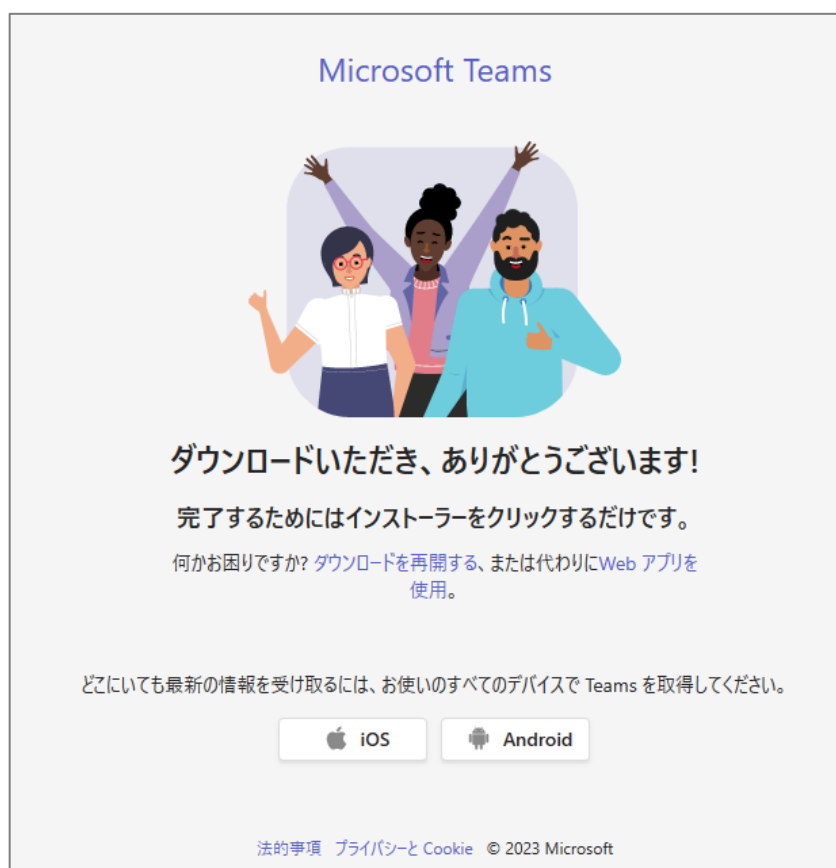 Microsoft Teams
ダウンロードいただき、ありがとうございます!
完了するためにはインストーラーをクリックするだけです。
何かお困りですか? ダウンロードを再開する、または代わりにWeb アプリを
使用。
どこにいても最新の情報を受け取るには、お使いのすべてのデバイスで Teams を取得してください。
iOS Android
法的事項 プライバシーと Cookie © 2023 Microsoft